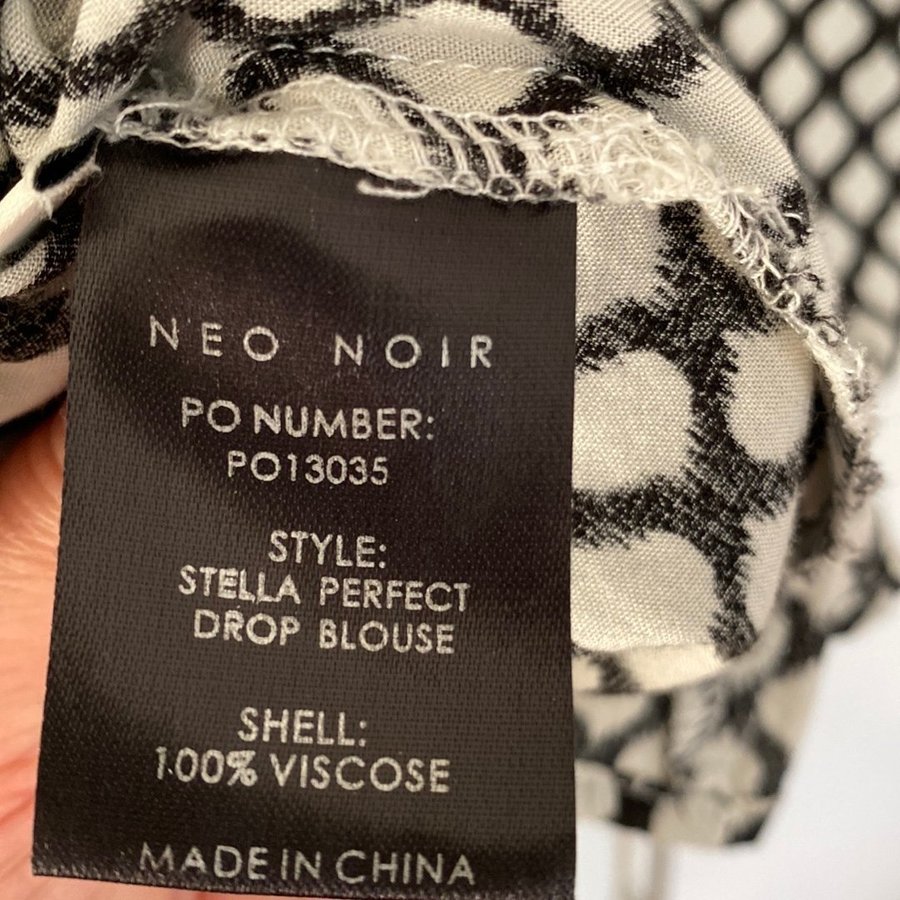 NEO NOIR
PO NUMBER:
PO13035
STYLE:
STELLA PERFECT
DROP BLOUSE
SHELL:
100% VISCOSE
MADE IN CHINA